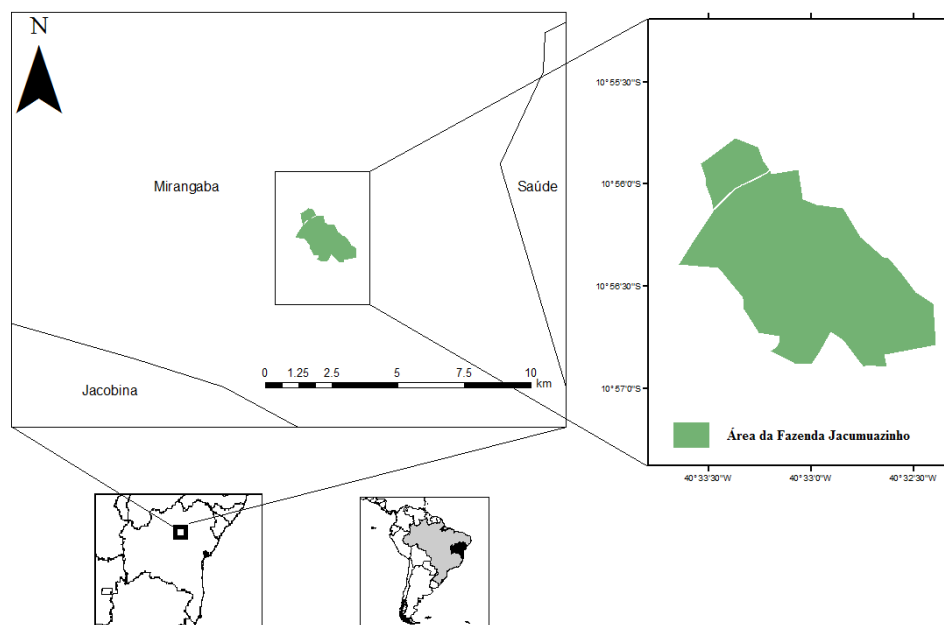 N
Mirangaba
Saúde
Jacobina
0 1.25 2.5 5 7.5 10
km
10°55'30"S
10°56'0"S
10°56'30"S
10°57'0"S
Área da Fazenda Jacumuazinho
40°33'30"W 40°33'0"W 40°32'30"W